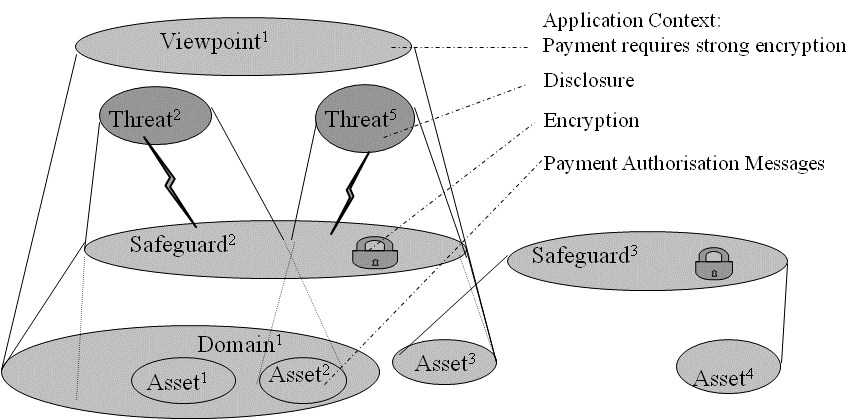 Application Context:
Viewpoint¹
Payment requires strong encryption
Disclosure
Threat²
Threat⁵
Encryption
Payment Authorisation Messages
Safeguard²
Safeguard³
Domain¹
Asset¹
Asset²
Asset³
Asset⁴